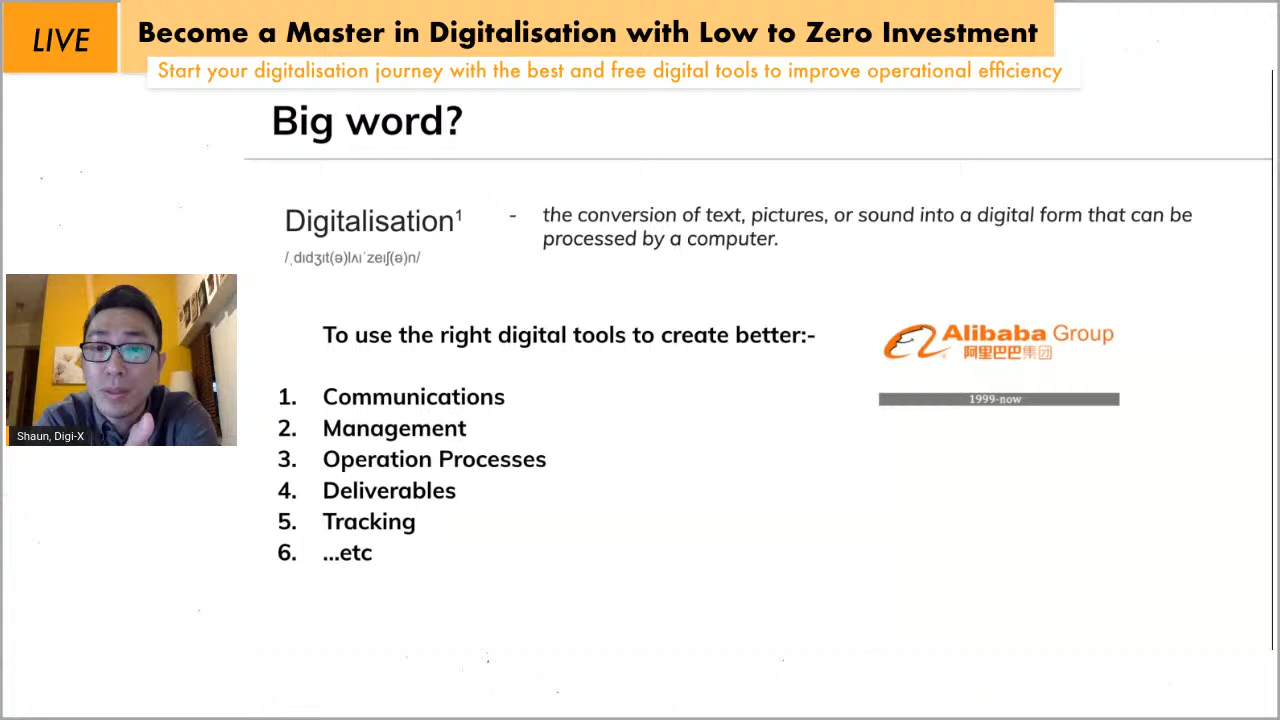 LIVE
Become a Master in Digitalisation with Low to Zero Investment
Start your digitalisation journey with the best and free digital tools to improve operational efficiency
Big word?
Digitalisation¹ - the conversion of text, pictures, or sound into a digital form that can be
processed by a computer.
/ˌdɪdʒɪt(ə)lʌɪˈzeɪʃ(ə)n/
To use the right digital tools to create better:-
Alibaba Group
阿里巴巴集团
1999-now
1. Communications
2. Management
3. Operation Processes
4. Deliverables
5. Tracking
6. ...etc
Shaun, Digi-X